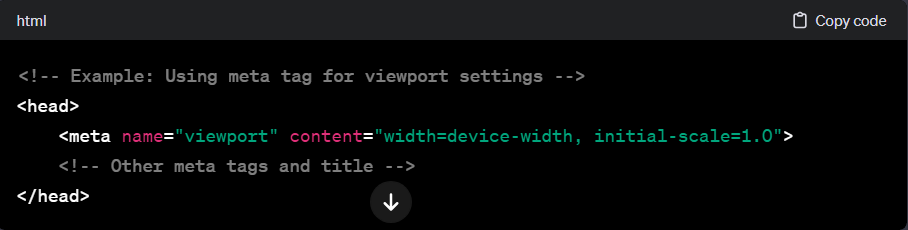 html
Copy code
<!-- Example: Using meta tag for viewport settings -->
<head>
    <meta name="viewport" content="width=device-width, initial-scale=1.0">
    <!-- Other meta tags and title -->
</head>